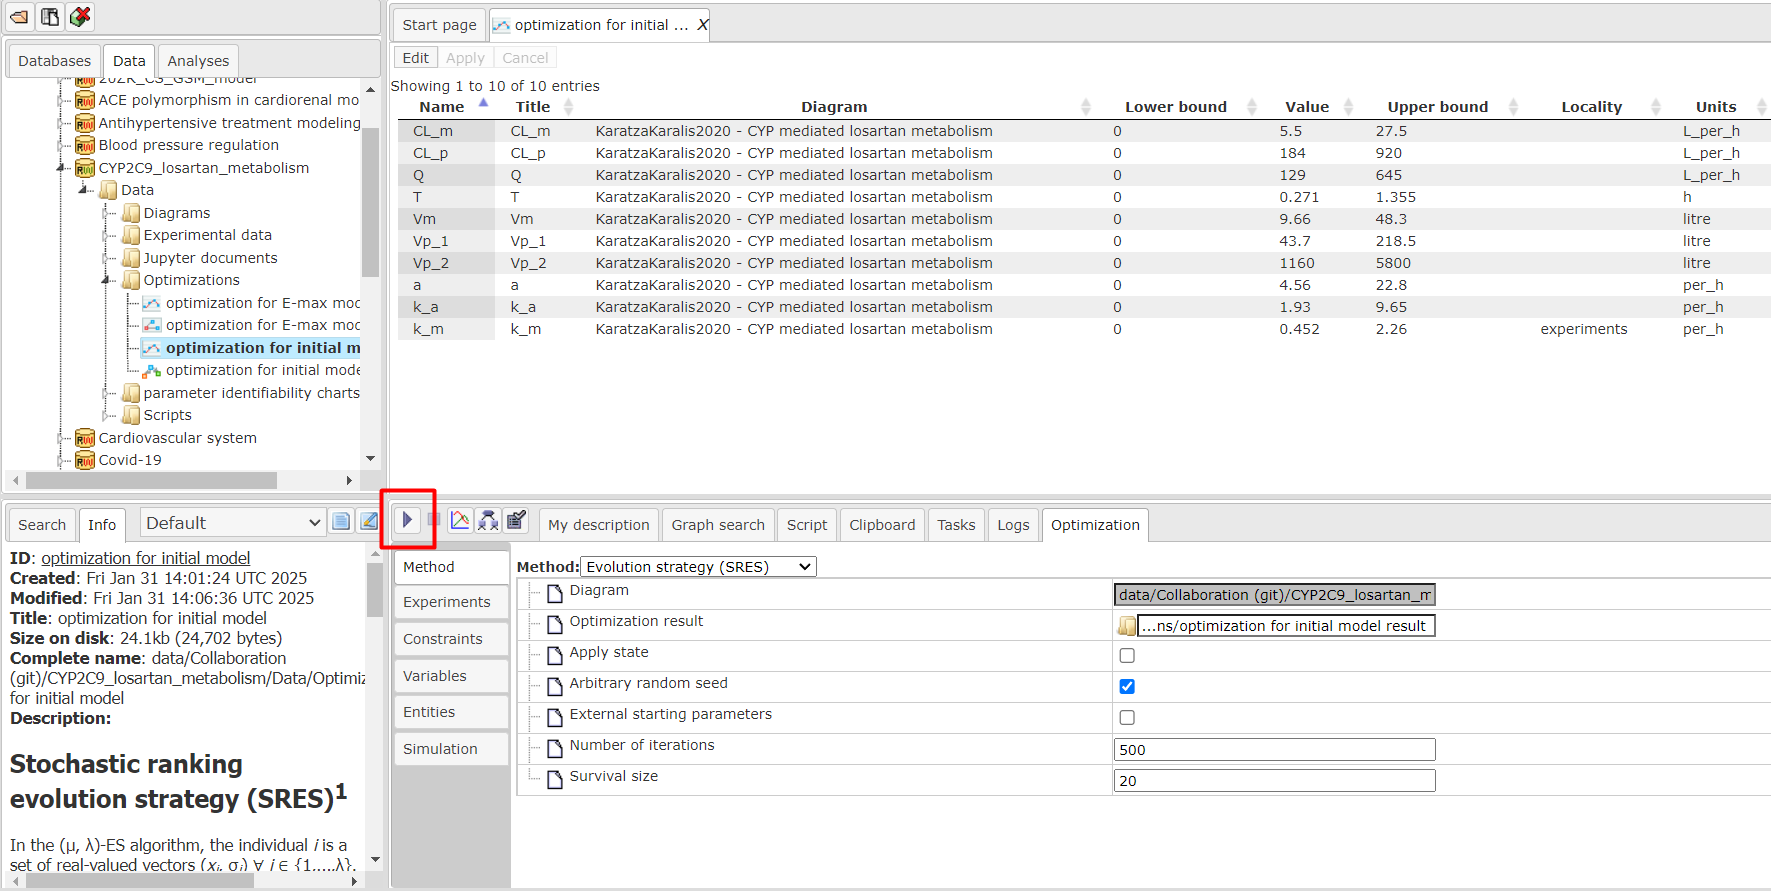 Databases Data Analyses
20ZK_CS_GSM_model
ACE polymorphism in cardiorenal mo
Antihypertensive treatment modeling
Blood pressure regulation
CYP2C9_losartan_metabolism
Data
Diagrams
Experimental data
Jupyter documents
Optimizations
optimization for E-max moc
optimization for E-max moc
optimization for initial m
optimization for initial mode
parameter identifiability charts
Scripts
Cardiovascular system
Covid-19
Start page optimization for initial ... X
Edit Apply Cancel
Showing 1 to 10 of 10 entries
Name Title Diagram Lower bound Value Upper bound Locality Units
CL_m CL_m KaratzaKaralis2020 - CYP mediated losartan metabolism 0 5.5 27.5 L_per_h
CL_p CL_p KaratzaKaralis2020 - CYP mediated losartan metabolism 0 184 920 L_per_h
Q Q KaratzaKaralis2020 - CYP mediated losartan metabolism 0 129 645 L_per_h
T T KaratzaKaralis2020 - CYP mediated losartan metabolism 0 0.271 1.355 h
Vm Vm KaratzaKaralis2020 - CYP mediated losartan metabolism 0 9.66 48.3 litre
Vp_1 Vp_1 KaratzaKaralis2020 - CYP mediated losartan metabolism 0 43.7 218.5 litre
Vp_2 Vp_2 KaratzaKaralis2020 - CYP mediated losartan metabolism 0 1160 5800 litre
a a KaratzaKaralis2020 - CYP mediated losartan metabolism 0 4.56 22.8 per_h
k_a k_a KaratzaKaralis2020 - CYP mediated losartan metabolism 0 1.93 9.65 per_h
k_m k_m KaratzaKaralis2020 - CYP mediated losartan metabolism 0 0.452 2.26 experiments per_h
Search Info Default
ID: optimization for initial model
Created: Fri Jan 31 14:01:24 UTC 2025
Modified: Fri Jan 31 14:06:36 UTC 2025
Title: optimization for initial model
Size on disk: 24.1kb (24,702 bytes)
Complete name: data/Collaboration
(git)/CYP2C9_losartan_metabolism/Data/Optimiz
for initial model
Description:
Stochastic ranking
evolution strategy (SRES)1
In the (μ, λ)-ES algorithm, the individual i is a
set of real-valued vectors (xi, σi) ∀ i ∈ {1,...,λ}.
My description Graph search Script Clipboard Tasks Logs Optimization
Method
Experiments
Constraints
Variables
Entities
Simulation
Method: Evolution strategy (SRES)
Diagram data/Collaboration (git)/CYP2C9_losartan_m
Optimization result ...ns/optimization for initial model result
Apply state
Arbitrary random seed
External starting parameters
Number of iterations 500
Survival size 20